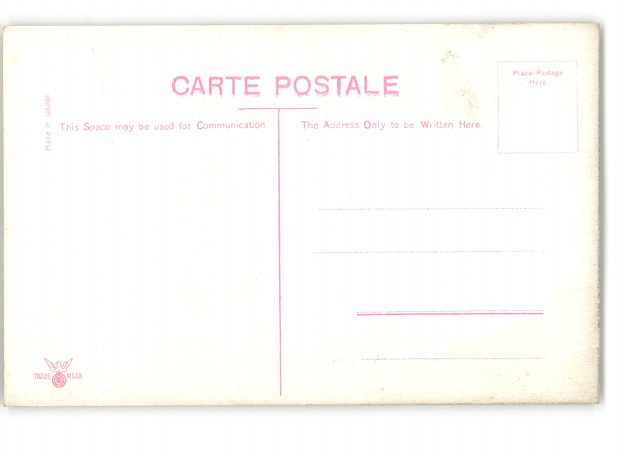 CARTE POSTALE
Place Postage
Here
Made in Japan
This Space may be used for Communication.
The Address Only to be Written Here.
TRADE MARK